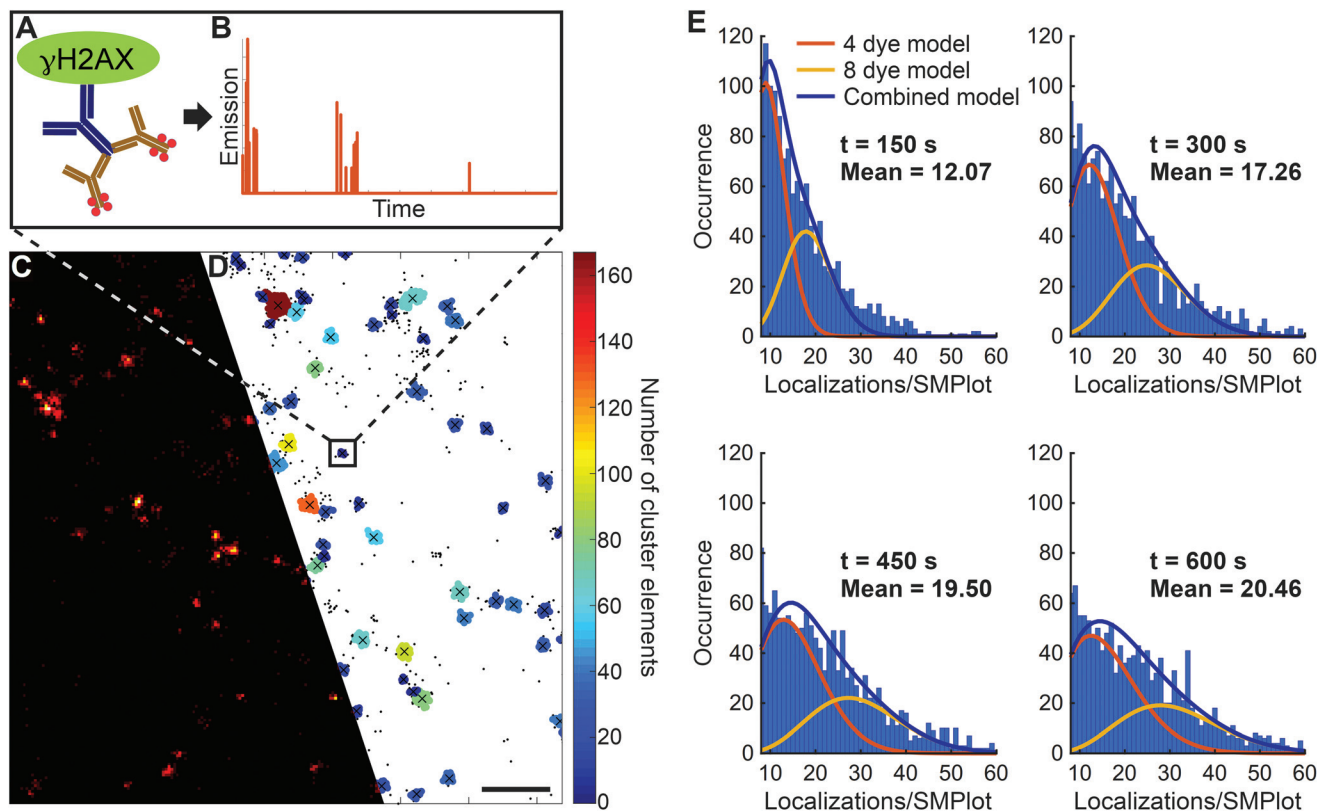 A
γH2AX
B
Emission
Time
C
D
160
140
120
100
80
60
40
20
0
Number of cluster elements
E
4 dye model
8 dye model
Combined model
120
100
80
60
40
20
0
Occurrence
t = 150 s
Mean = 12.07
10 20 30 40 50 60
Localizations/SMPlot
120
100
80
60
40
20
0
t = 300 s
Mean = 17.26
10 20 30 40 50 60
Localizations/SMPlot
120
100
80
60
40
20
0
Occurrence
t = 450 s
Mean = 19.50
10 20 30 40 50 60
Localizations/SMPlot
120
100
80
60
40
20
0
t = 600 s
Mean = 20.46
10 20 30 40 50 60
Localizations/SMPlot